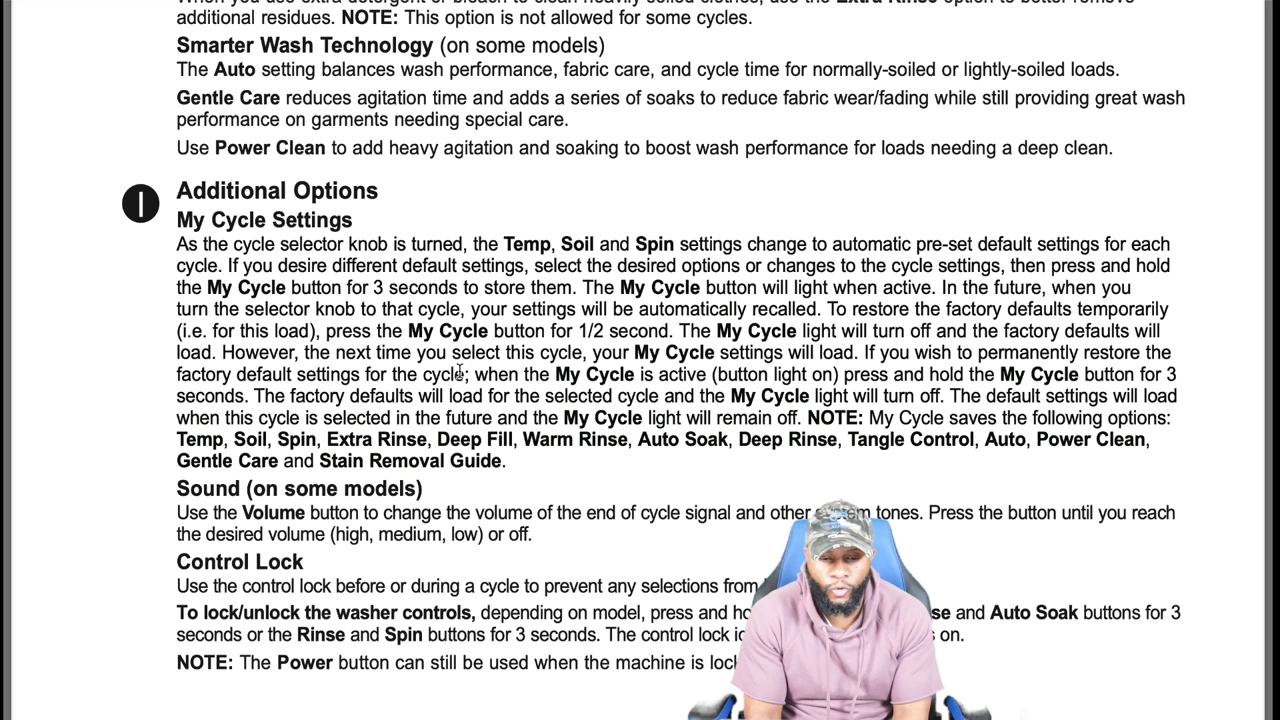 additional residues. NOTE: This option is not allowed for some cycles.
Smarter Wash Technology (on some models)
The Auto setting balances wash performance, fabric care, and cycle time for normally-soiled or lightly-soiled loads.
Gentle Care reduces agitation time and adds a series of soaks to reduce fabric wear/fading while still providing great wash
performance on garments needing special care.
Use Power Clean to add heavy agitation and soaking to boost wash performance for loads needing a deep clean.
I
Additional Options
My Cycle Settings
As the cycle selector knob is turned, the Temp, Soil and Spin settings change to automatic pre-set default settings for each
cycle. If you desire different default settings, select the desired options or changes to the cycle settings, then press and hold
the My Cycle button for 3 seconds to store them. The My Cycle button will light when active. In the future, when you
turn the selector knob to that cycle, your settings will be automatically recalled. To restore the factory defaults temporarily
(i.e. for this load), press the My Cycle button for 1/2 second. The My Cycle light will turn off and the factory defaults will
load. However, the next time you select this cycle, your My Cycle settings will load. If you wish to permanently restore the
factory default settings for the cycle; when the My Cycle is active (button light on) press and hold the My Cycle button for 3
seconds. The factory defaults will load for the selected cycle and the My Cycle light will turn off. The default settings will load
when this cycle is selected in the future and the My Cycle light will remain off. NOTE: My Cycle saves the following options:
Temp, Soil, Spin, Extra Rinse, Deep Fill, Warm Rinse, Auto Soak, Deep Rinse, Tangle Control, Auto, Power Clean,
Gentle Care and Stain Removal Guide.
Sound (on some models)
Use the Volume button to change the volume of the end of cycle signal and other tones. Press the button until you reach
the desired volume (high, medium, low) or off.
Control Lock
Use the control lock before or during a cycle to prevent any selections from
To lock/unlock the washer controls, depending on model, press and and Auto Soak buttons for 3
seconds or the Rinse and Spin buttons for 3 seconds. The control lock on.
NOTE: The Power button can still be used when the machine is